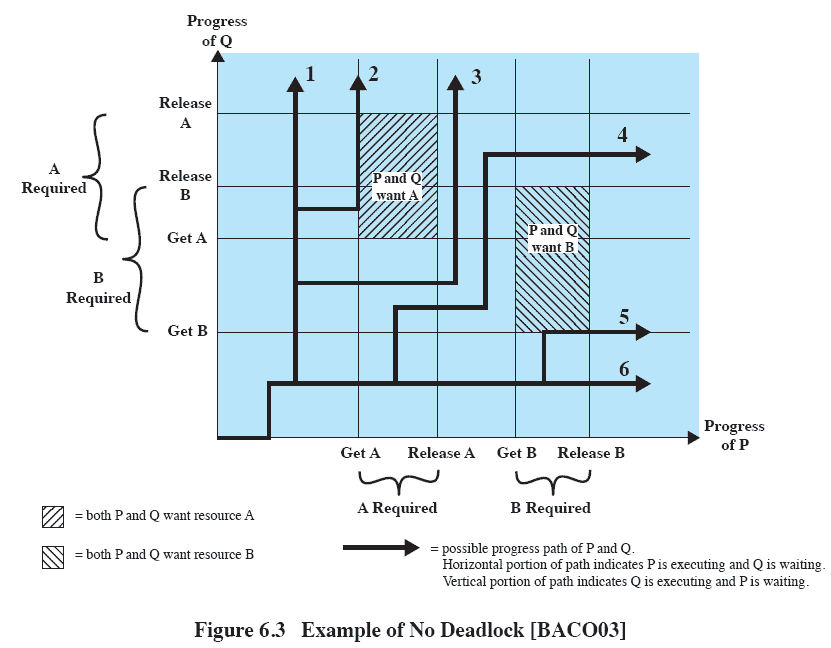 Progress
of Q
1
2
3
Release
A
4
A
Required
Release
B
P and Q
want A
Get A
P and Q
want B
B
Required
Get B
5
6
Progress
of P
Get A
Release A
Get B
Release B
A Required
B Required
= both P and Q want resource A
= both P and Q want resource B
= possible progress path of P and Q.
Horizontal portion of path indicates P is executing and Q is waiting.
Vertical portion of path indicates Q is executing and P is waiting.
Figure 6.3 Example of No Deadlock [BACO03]